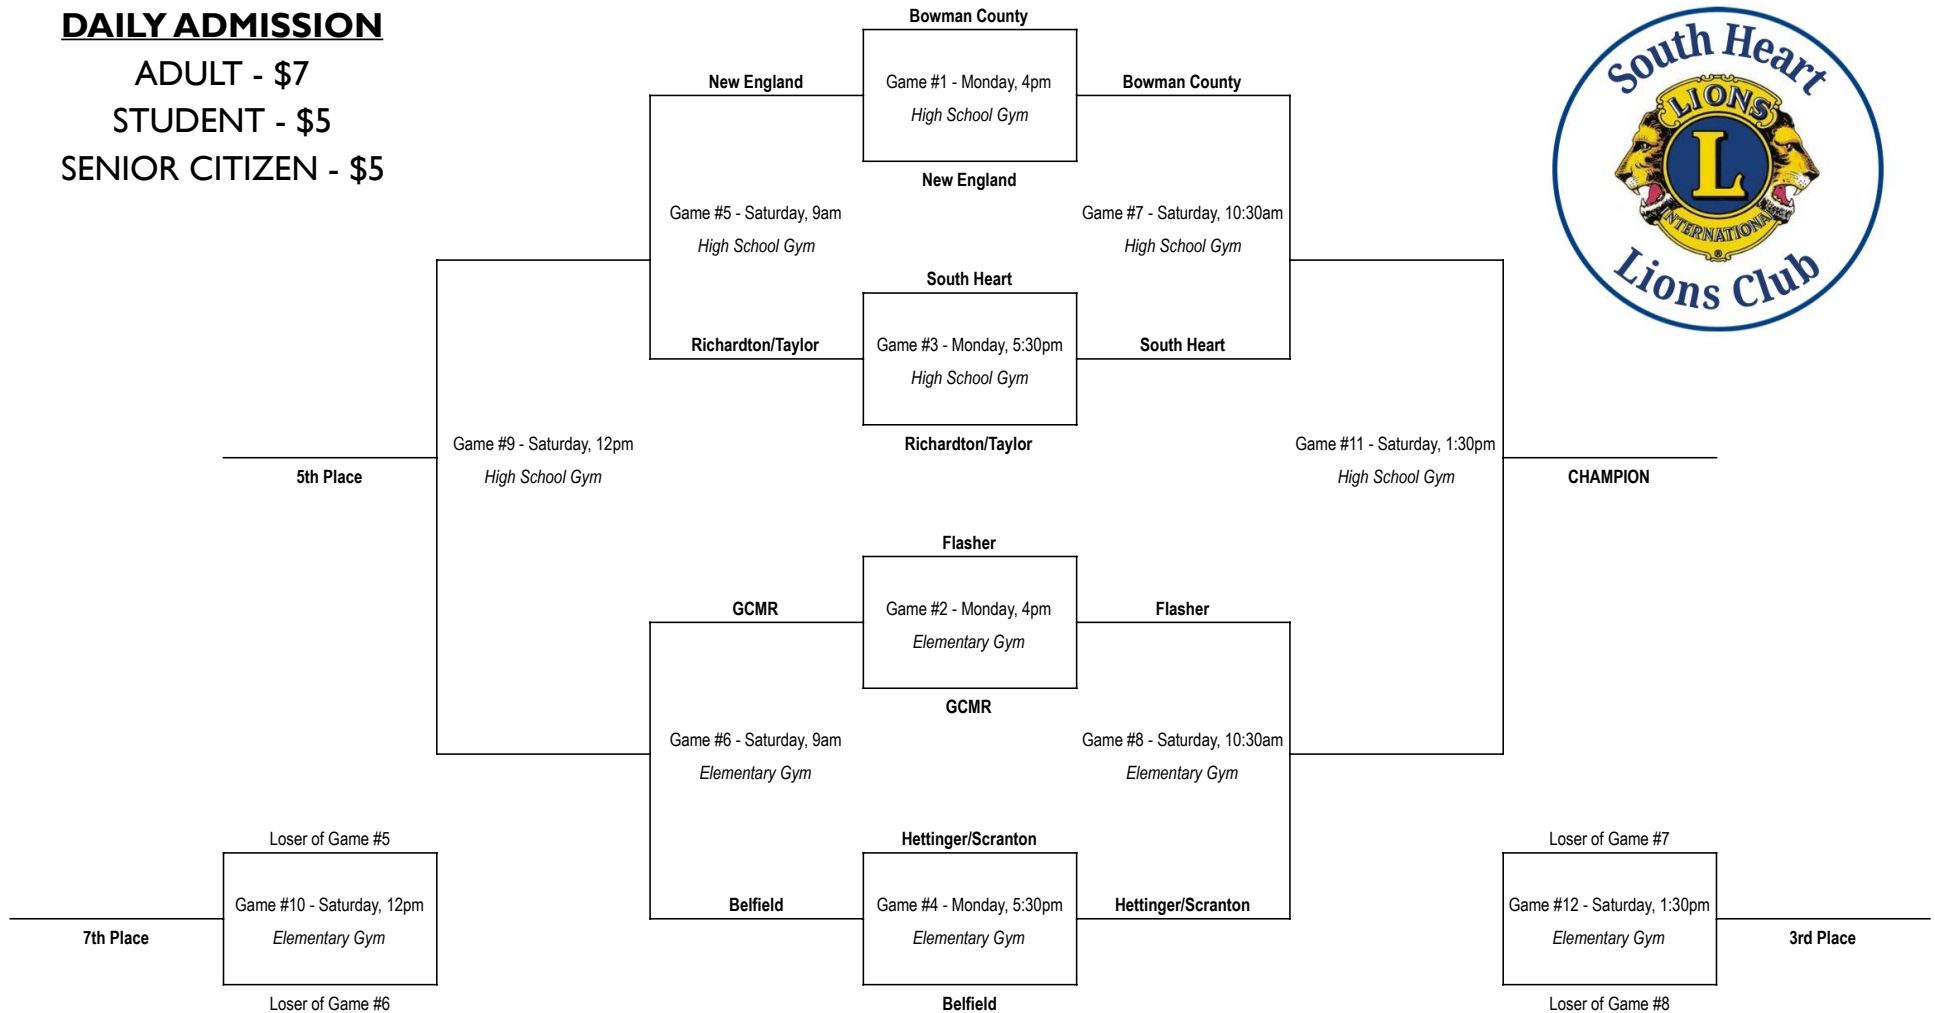 DAILY ADMISSION
ADULT - $7
STUDENT - $5
SENIOR CITIZEN - $5
South Heart
LIONS
L
INTERNATIONAL
®
Lions Club
Bowman County
New England
Game #1 - Monday, 4pm
Bowman County
High School Gym
New England
Game #5 - Saturday, 9am
Game #7 - Saturday, 10:30am
High School Gym
High School Gym
South Heart
Richardton/Taylor
Game #3 - Monday, 5:30pm
South Heart
High School Gym
Richardton/Taylor
Game #9 - Saturday, 12pm
Game #11 - Saturday, 1:30pm
5th Place
High School Gym
High School Gym
CHAMPION
Flasher
GCMR
Game #2 - Monday, 4pm
Flasher
Elementary Gym
GCMR
Game #6 - Saturday, 9am
Game #8 - Saturday, 10:30am
Elementary Gym
Elementary Gym
Loser of Game #5
Hettinger/Scranton
Loser of Game #7
Game #10 - Saturday, 12pm
Belfield
Game #4 - Monday, 5:30pm
Hettinger/Scranton
Game #12 - Saturday, 1:30pm
7th Place
Elementary Gym
Elementary Gym
Elementary Gym
3rd Place
Loser of Game #6
Belfield
Loser of Game #8